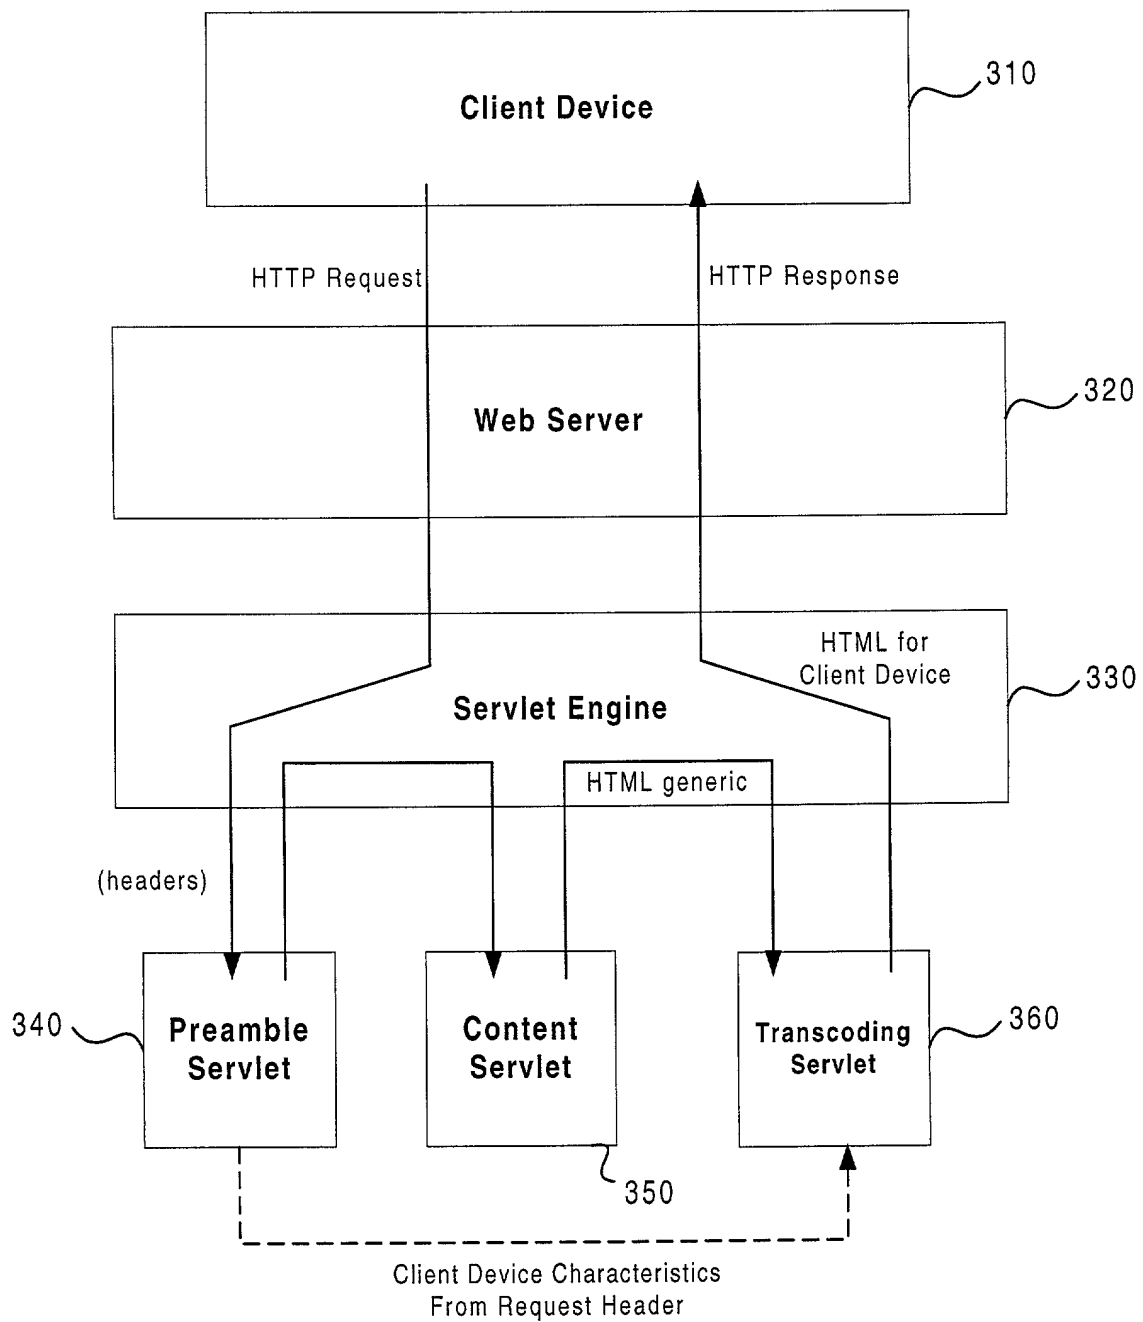 310
Client Device
HTTP Request
HTTP Response
320
Web Server
HTML for
Client Device
330
Servlet Engine
HTML generic
(headers)
340
Preamble
Servlet
Content
Servlet
Transcoding
Servlet
360
350
Client Device Characteristics
From Request Header